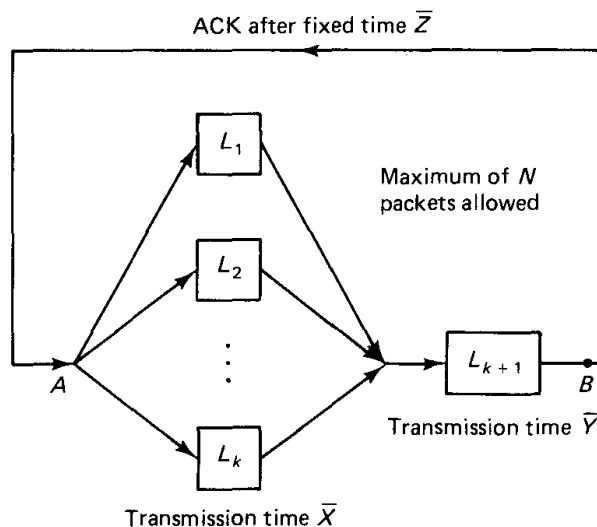 ACK after fixed time Z̅
L₁
Maximum of N
packets allowed
L₂
⋮
A
Lₖ₊₁
B
Transmission time Y̅
Lₖ
Transmission time X̅